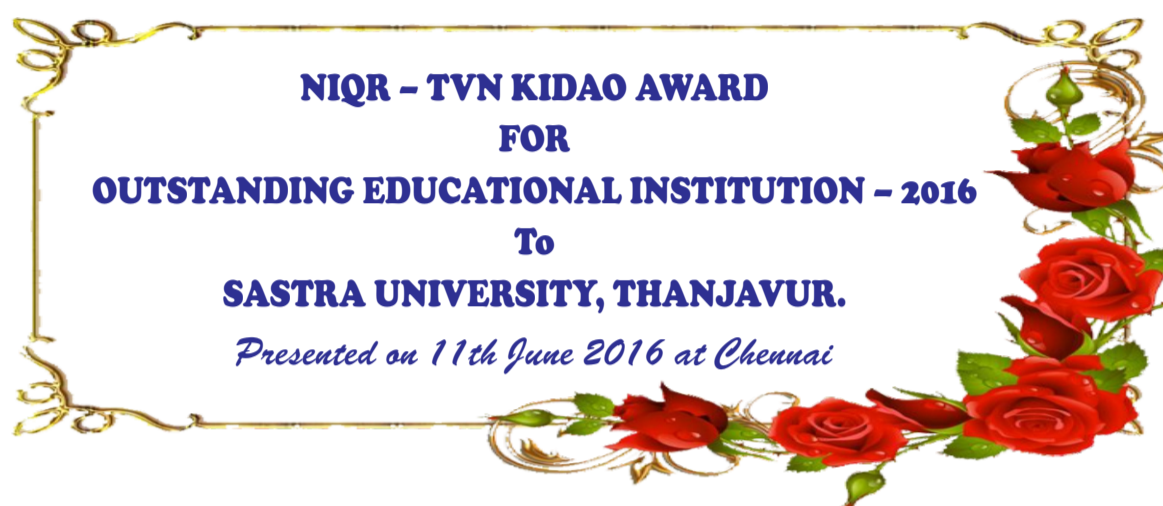 NIQR – TVN KIDAO AWARD
FOR
OUTSTANDING EDUCATIONAL INSTITUTION – 2016
To
SASTRA UNIVERSITY, THANJAVUR.
Presented on 11th June 2016 at Chennai